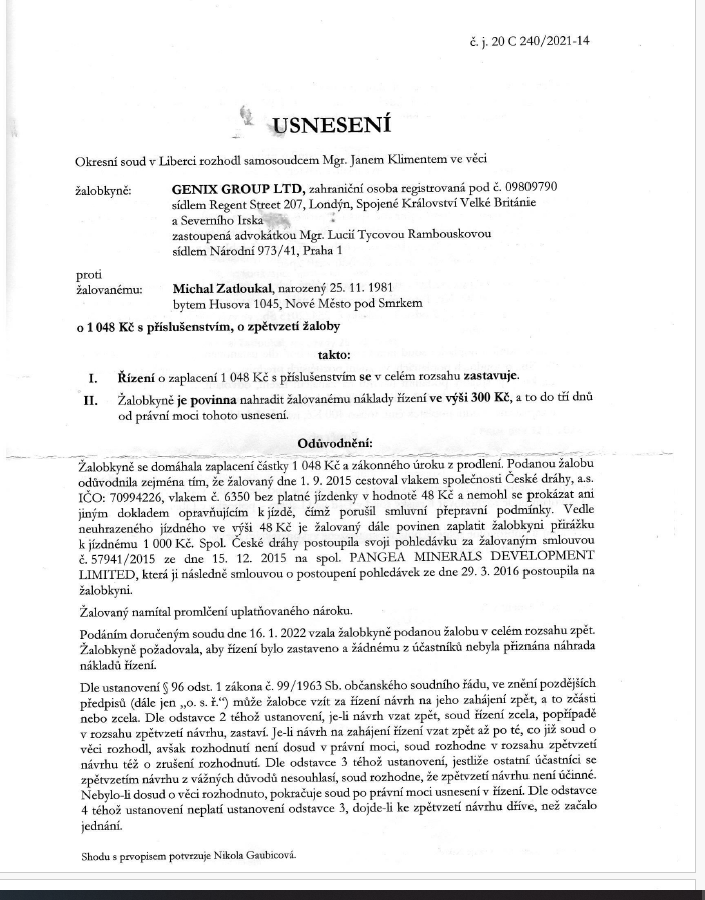 č. j. 20 C 240/2021-14
USNESENÍ
Okresní soud v Liberci rozhodl samosoudcem Mgr. Janem Klimentem ve věci
žalobkyně: GENIX GROUP LTD, zahraniční osoba registrovaná pod č. 09809790
sídlem Regent Street 207, Londýn, Spojené Království Velké Británie
a Severního Irska
zastoupená advokátkou Mgr. Lucií Tycovou Rambouskovou
sídlem Národní 973/41, Praha 1
proti
žalovanému: Michal Zatloukal, narozený 25. 11. 1981
bytem Husova 1045, Nové Město pod Smrkem
o 1 048 Kč s příslušenstvím, o zpětvzetí žaloby
takto:
I. Řízení o zaplacení 1 048 Kč s příslušenstvím se v celém rozsahu zastavuje.
II. Žalobkyně je povinna nahradit žalovanému náklady řízení ve výši 300 Kč, a to do tří dnů
od právní moci tohoto usnesení.
Odůvodnění:
Žalobkyně se domáhala zaplacení částky 1 048 Kč a zákonného úroku z prodlení. Podanou žalobu
odůvodnila zejména tím, že žalovaný dne 1. 9. 2015 cestoval vlakem společnosti České dráhy, a.s.
IČO: 70994226, vlakem č. 6350 bez platné jízdenky v hodnotě 48 Kč a nemohl se prokázat ani
jiným dokladem opravňujícím k jízdě, čímž porušil smluvní přepravní podmínky. Vedle
neuhrazeného jízdného ve výši 48 Kč je žalovaný dále povinen zaplatit žalobkyni přirážku
k jízdnému 1 000 Kč. Spol. České dráhy postoupila svoji pohledávku za žalovaným smlouvou
č. 57941/2015 ze dne 15. 12. 2015 na spol. PANGEA MINERALS DEVELOPMENT
LIMITED, která ji následně smlouvou o postoupení pohledávek ze dne 29. 3. 2016 postoupila na
žalobkyni.
Žalovaný namítal promlčení uplatňovaného nároku.
Podáním doručeným soudu dne 16. 1. 2022 vzala žalobkyně podanou žalobu v celém rozsahu zpět.
Žalobkyně požadovala, aby řízení bylo zastaveno a žádnému z účastníků nebyla přiznána náhrada
nákladů řízení.
Dle ustanovení § 96 odst. 1 zákona č. 99/1963 Sb. občanského soudního řádu, ve znění pozdějších
předpisů (dále jen „o. s. ř.“) může žalobce vzít za řízení návrh na jeho zahájení zpět, a to zčásti
nebo zcela. Dle odstavce 2 téhož ustanovení, je-li návrh vzat zpět, soud řízení zcela, popřípadě
v rozsahu zpětvzetí návrhu, zastaví. Je-li návrh na zahájení řízení vzat zpět až po té, co již soud o
věci rozhodl, avšak rozhodnutí není dosud v právní moci, soud rozhodne v rozsahu zpětvzetí
návrhu též o zrušení rozhodnutí. Dle odstavce 3 téhož ustanovení, jestliže ostatní účastníci se
zpětvzetím návrhu z vážných důvodů nesouhlasí, soud rozhodne, že zpětvzetí návrhu není účinné.
Nebylo-li dosud o věci rozhodnuto, pokračuje soud po právní moci usnesení v řízení. Dle odstavce
4 téhož ustanovení neplatí ustanovení odstavce 3, dojde-li ke zpětvzetí návrhu dříve, než začalo
jednání.
Shodu s prvopisem potvrzuje Nikola Gaubicová.